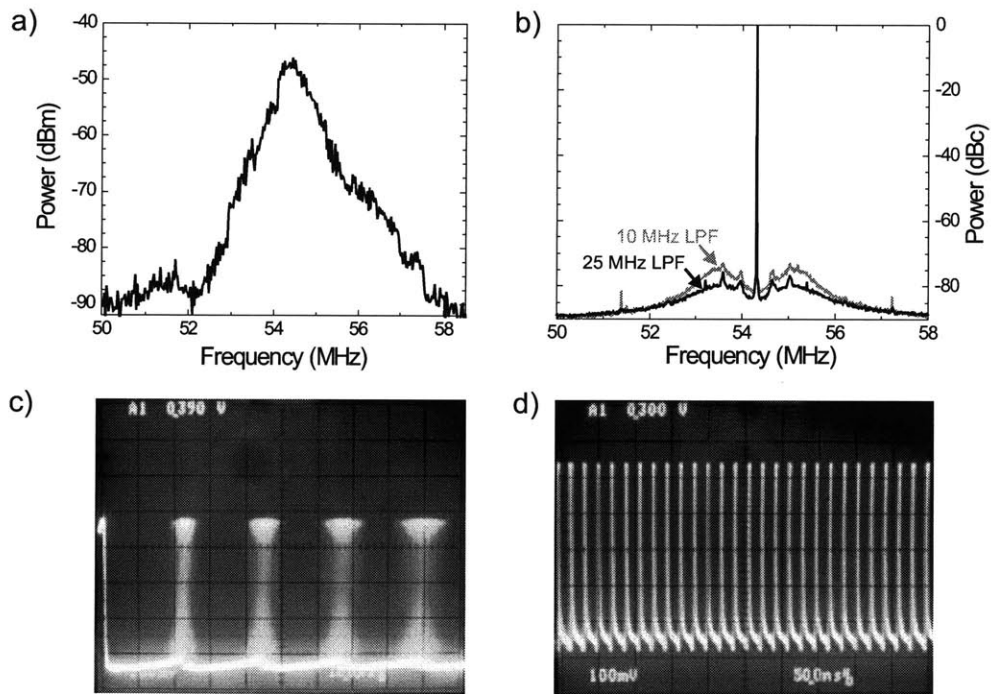 a)
-40
-50
-60
-70
-80
-90
50 52 54 56 58
Power (dBm)
Frequency (MHz)
b)
0
-20
-40
-60
-80
50 52 54 56 58
Power (dBc)
Frequency (MHz)
10 MHz LPF
25 MHz LPF
c)
A1 0.390 V
d)
A1 0.300 V
100mV